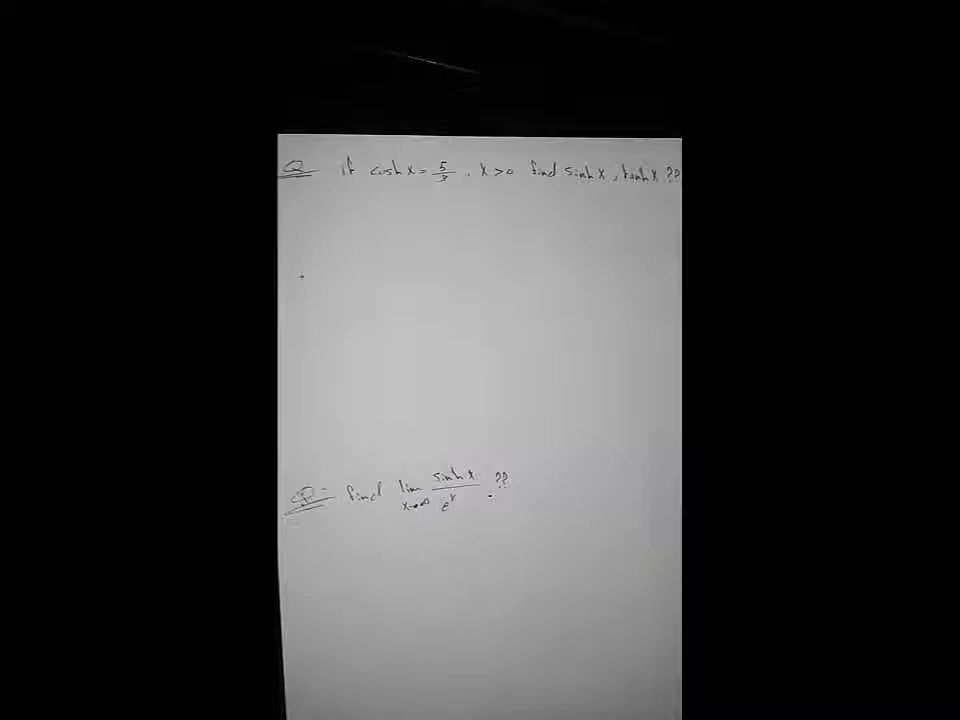 Q If cosh x = 5/3 , x > 0 find sinh x , tanh x ??
Q:- find lim x→∞ sinh x / e^x ??